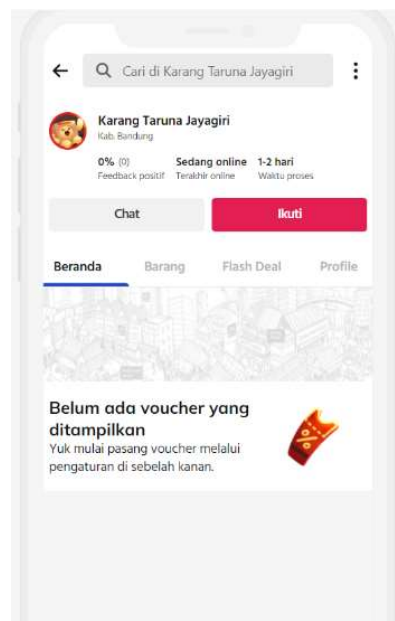 Cari di Karang Taruna Jayagiri
Karang Taruna Jayagiri
Kab. Bandung
0% (0) Sedang online 1-2 hari
Feedback positif Terakhir online Waktu proses
Chat Ikuti
Beranda Barang Flash Deal Profile
Belum ada voucher yang
ditampilkan
Yuk mulai pasang voucher melalui
pengaturan di sebelah kanan.